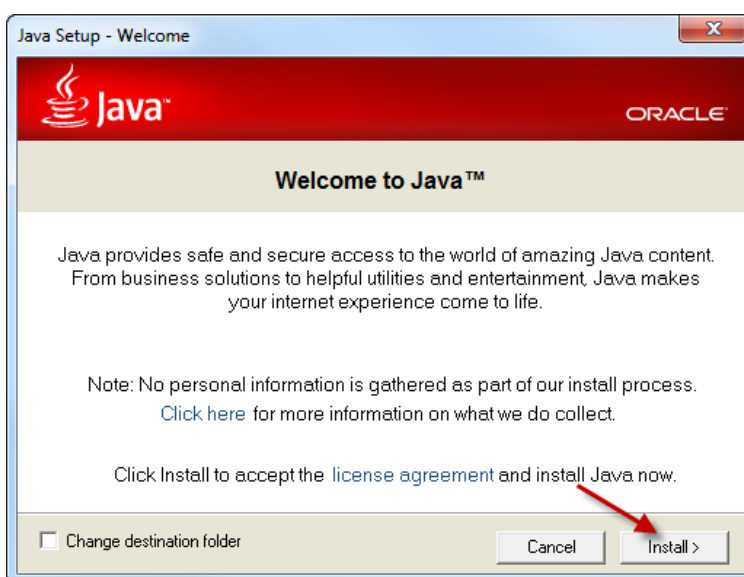 Java Setup - Welcome
Java™
ORACLE®
Welcome to Java™
Java provides safe and secure access to the world of amazing Java content.
From business solutions to helpful utilities and entertainment, Java makes
your internet experience come to life.
Note: No personal information is gathered as part of our install process.
Click here for more information on what we do collect.
Click Install to accept the license agreement and install Java now.
Change destination folder
Cancel
Install >